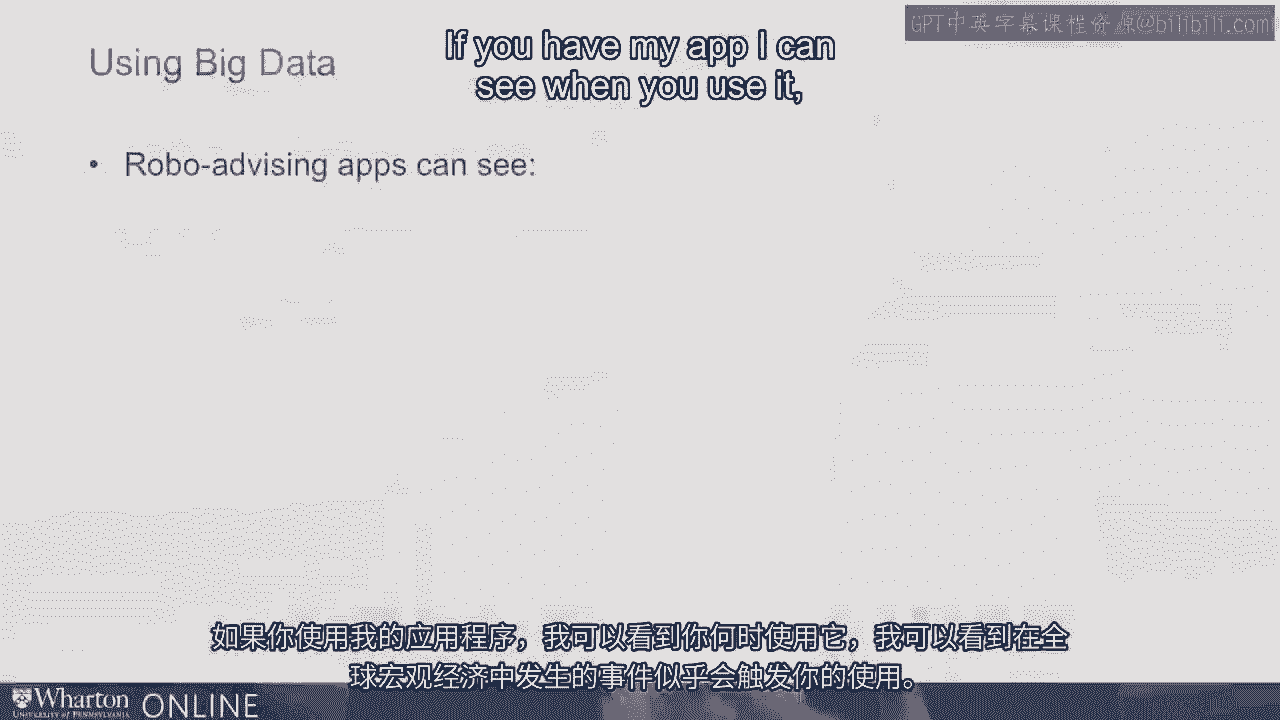 GPT中英字幕课程资源@bilibili.com
Using Big Data
If you have my app I can
see when you use it,
• Robo-advising apps can see:
如果你使用我的应用程序，我可以看到你何时使用它，我可以看到在全
球宏观经济中发生的事件似乎会触发你的使用。
Wharton
UNIVERSITY of PENNSYLVANIA
ONLINE